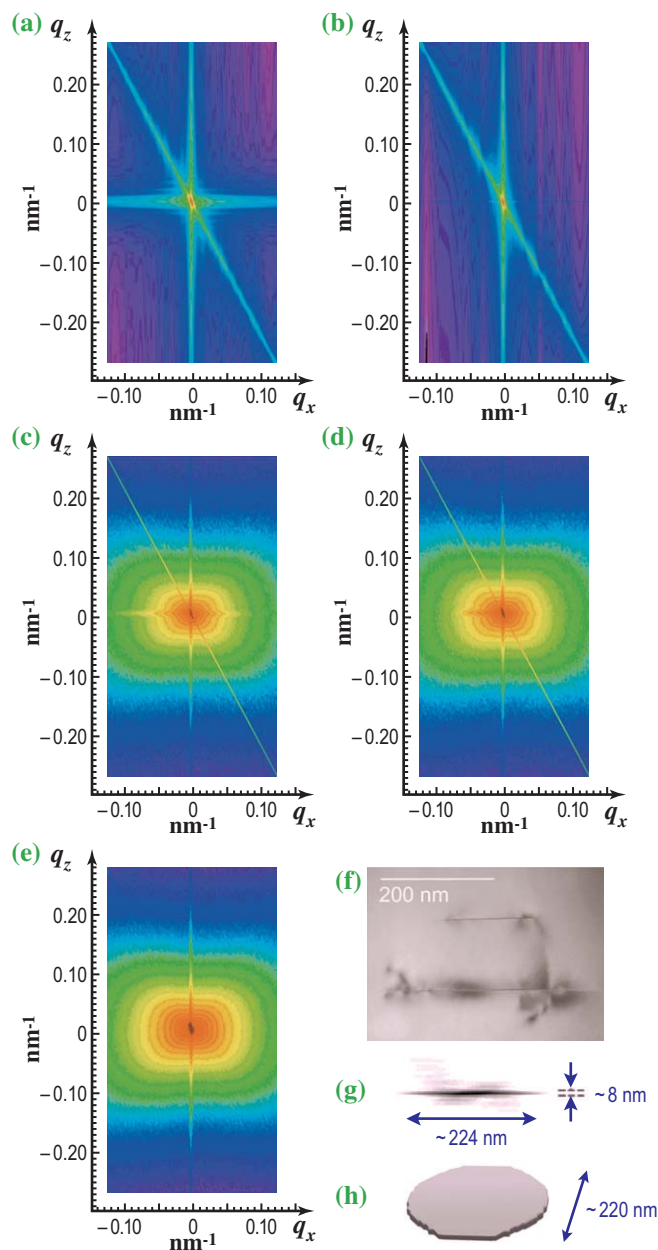 (a) qz
0.20
0.10
0
–0.10
–0.20
nm-1
–0.10 0 0.10
nm-1 qx
(b) qz
0.20
0.10
0
–0.10
–0.20
nm-1
–0.10 0 0.10
nm-1 qx
(c) qz
0.20
0.10
0
–0.10
–0.20
nm-1
–0.10 0 0.10
nm-1 qx
(d) qz
0.20
0.10
0
–0.10
–0.20
nm-1
–0.10 0 0.10
nm-1 qx
(e) qz
0.20
0.10
0
–0.10
–0.20
nm-1
–0.10 0 0.10
nm-1 qx
(f)
200 nm
(g)
~8 nm
~224 nm
(h)
~220 nm